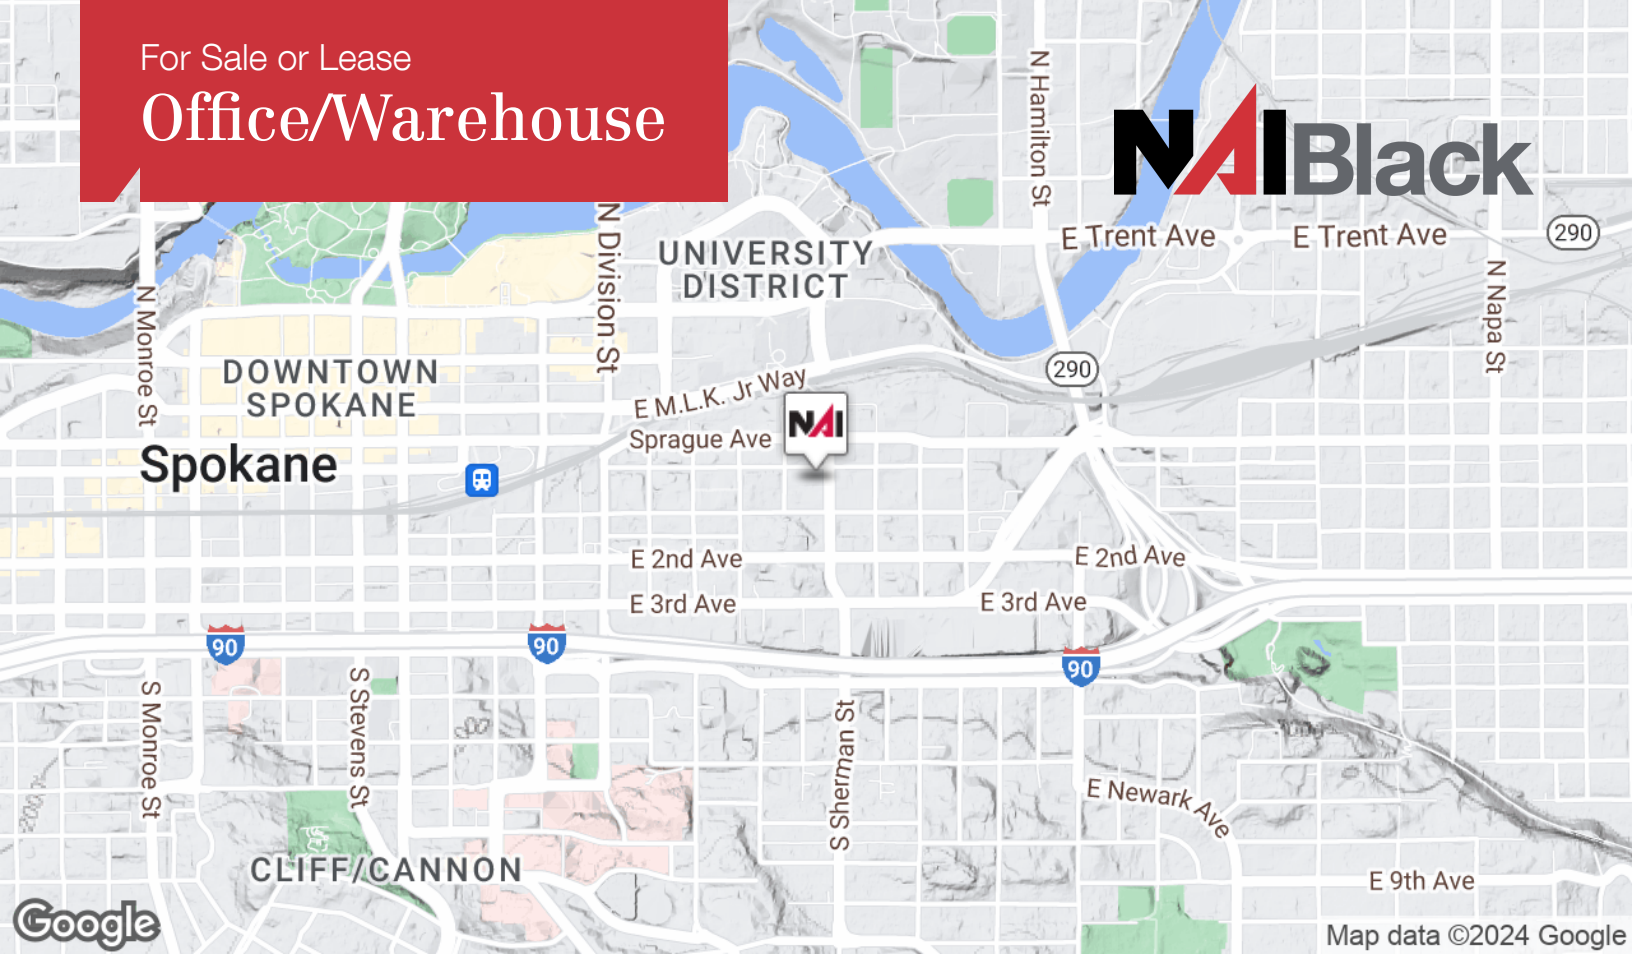 For Sale or Lease
Office/Warehouse
NAIBlack
N Hamilton St
E Trent Ave
E Trent Ave
290
N Division St
UNIVERSITY
DISTRICT
N Monroe St
N Napa St
DOWNTOWN
SPOKANE
290
E M.L.K. Jr Way
NAI
Sprague Ave
Spokane
E 2nd Ave
E 2nd Ave
E 3rd Ave
E 3rd Ave
90
90
90
S Monroe St
S Stevens St
S Sherman St
E Newark Ave
CLIFF/CANNON
E 9th Ave
Google
Map data ©2024 Google